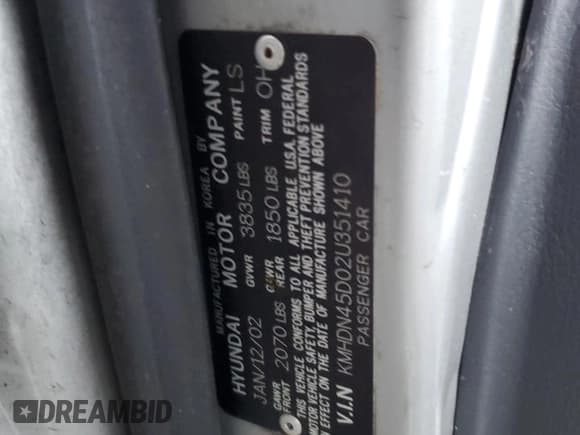 MANUFACTURED IN KOREA BY
HYUNDAI MOTOR COMPANY
JAN/12/02 GVWR 3835 LBS PAINT LS
GAWR FRONT 2070 LBS GAWR REAR 1850 LBS TRIM OH
THIS VEHICLE CONFORMS TO ALL APPLICABLE U.S.A. FEDERAL
MOTOR VEHICLE SAFETY, BUMPER AND THEFT PREVENTION STANDARDS
IN EFFECT ON THE DATE OF MANUFACTURE SHOWN ABOVE
V.I.N KMHDN45D02U351410
PASSENGER CAR
DREAMBID